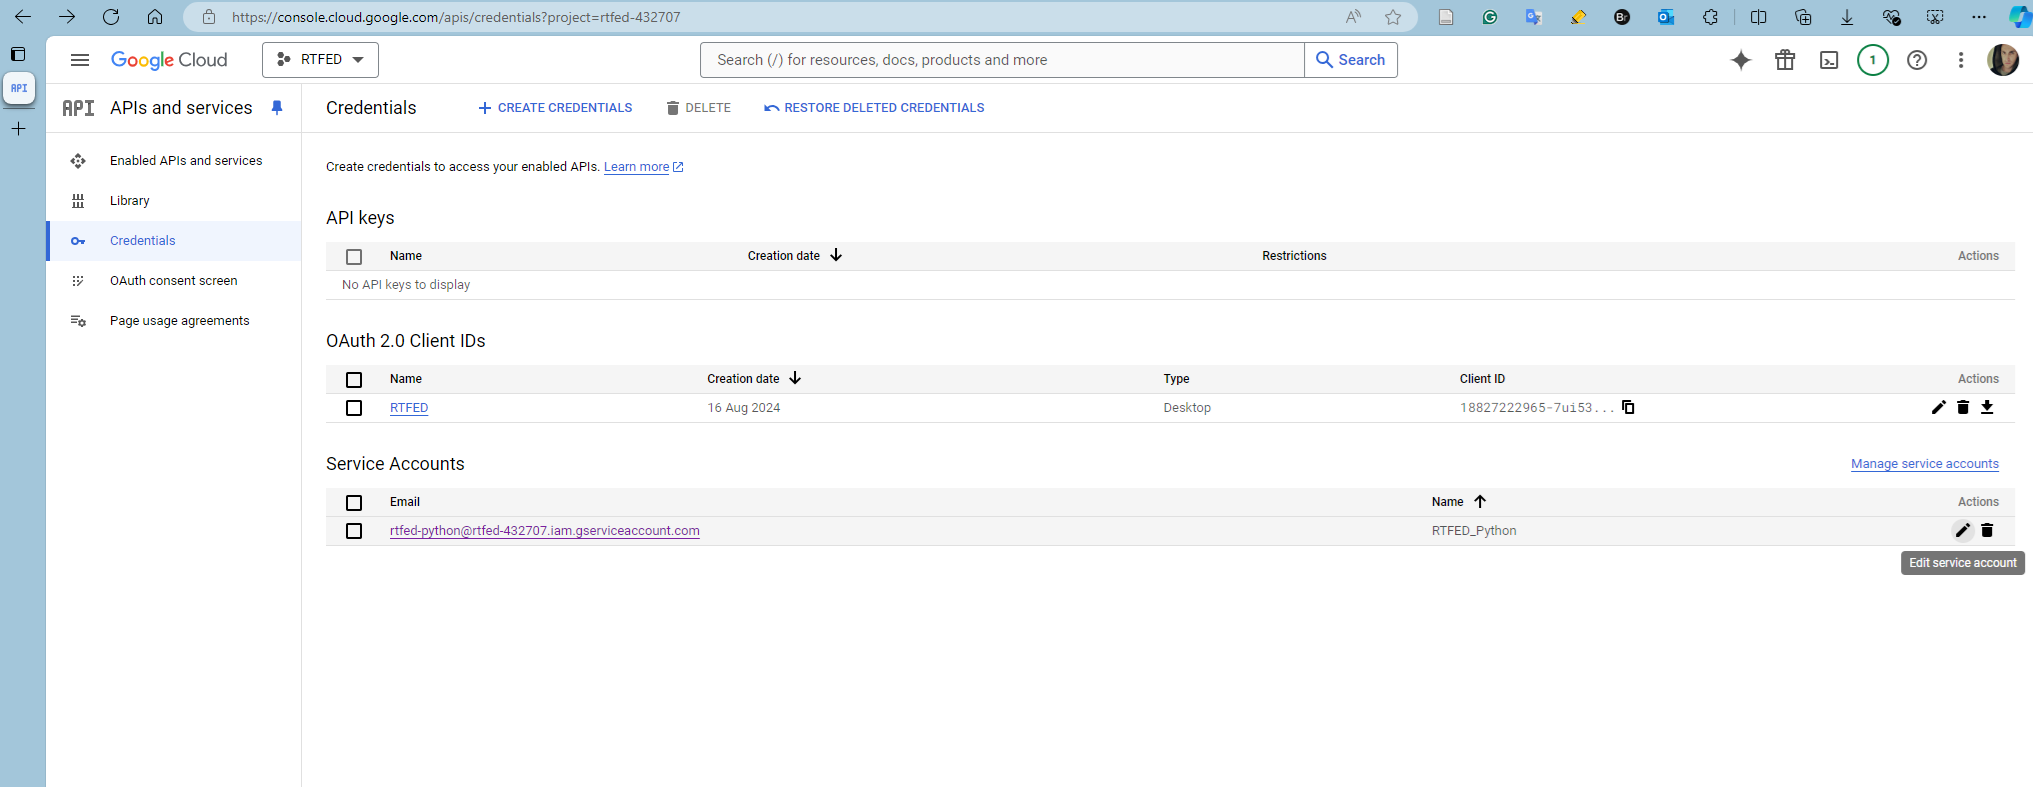 https://console.cloud.google.com/apis/credentials?project=rtfed-432707
API
Google Cloud
RTFED
Search (/) for resources, docs, products and more
Search
1
API APIs and services
Enabled APIs and services
Library
Credentials
OAuth consent screen
Page usage agreements
Credentials
CREATE CREDENTIALS
DELETE
RESTORE DELETED CREDENTIALS
Create credentials to access your enabled APIs. Learn more
API keys
Name Creation date Restrictions Actions
No API keys to display
OAuth 2.0 Client IDs
Name Creation date Type Client ID Actions
RTFED 16 Aug 2024 Desktop 18827222965-7ui53...
Service Accounts Manage service accounts
Email Name Actions
rtfed-python@rtfed-432707.iam.gserviceaccount.com RTFED_Python
Edit service account